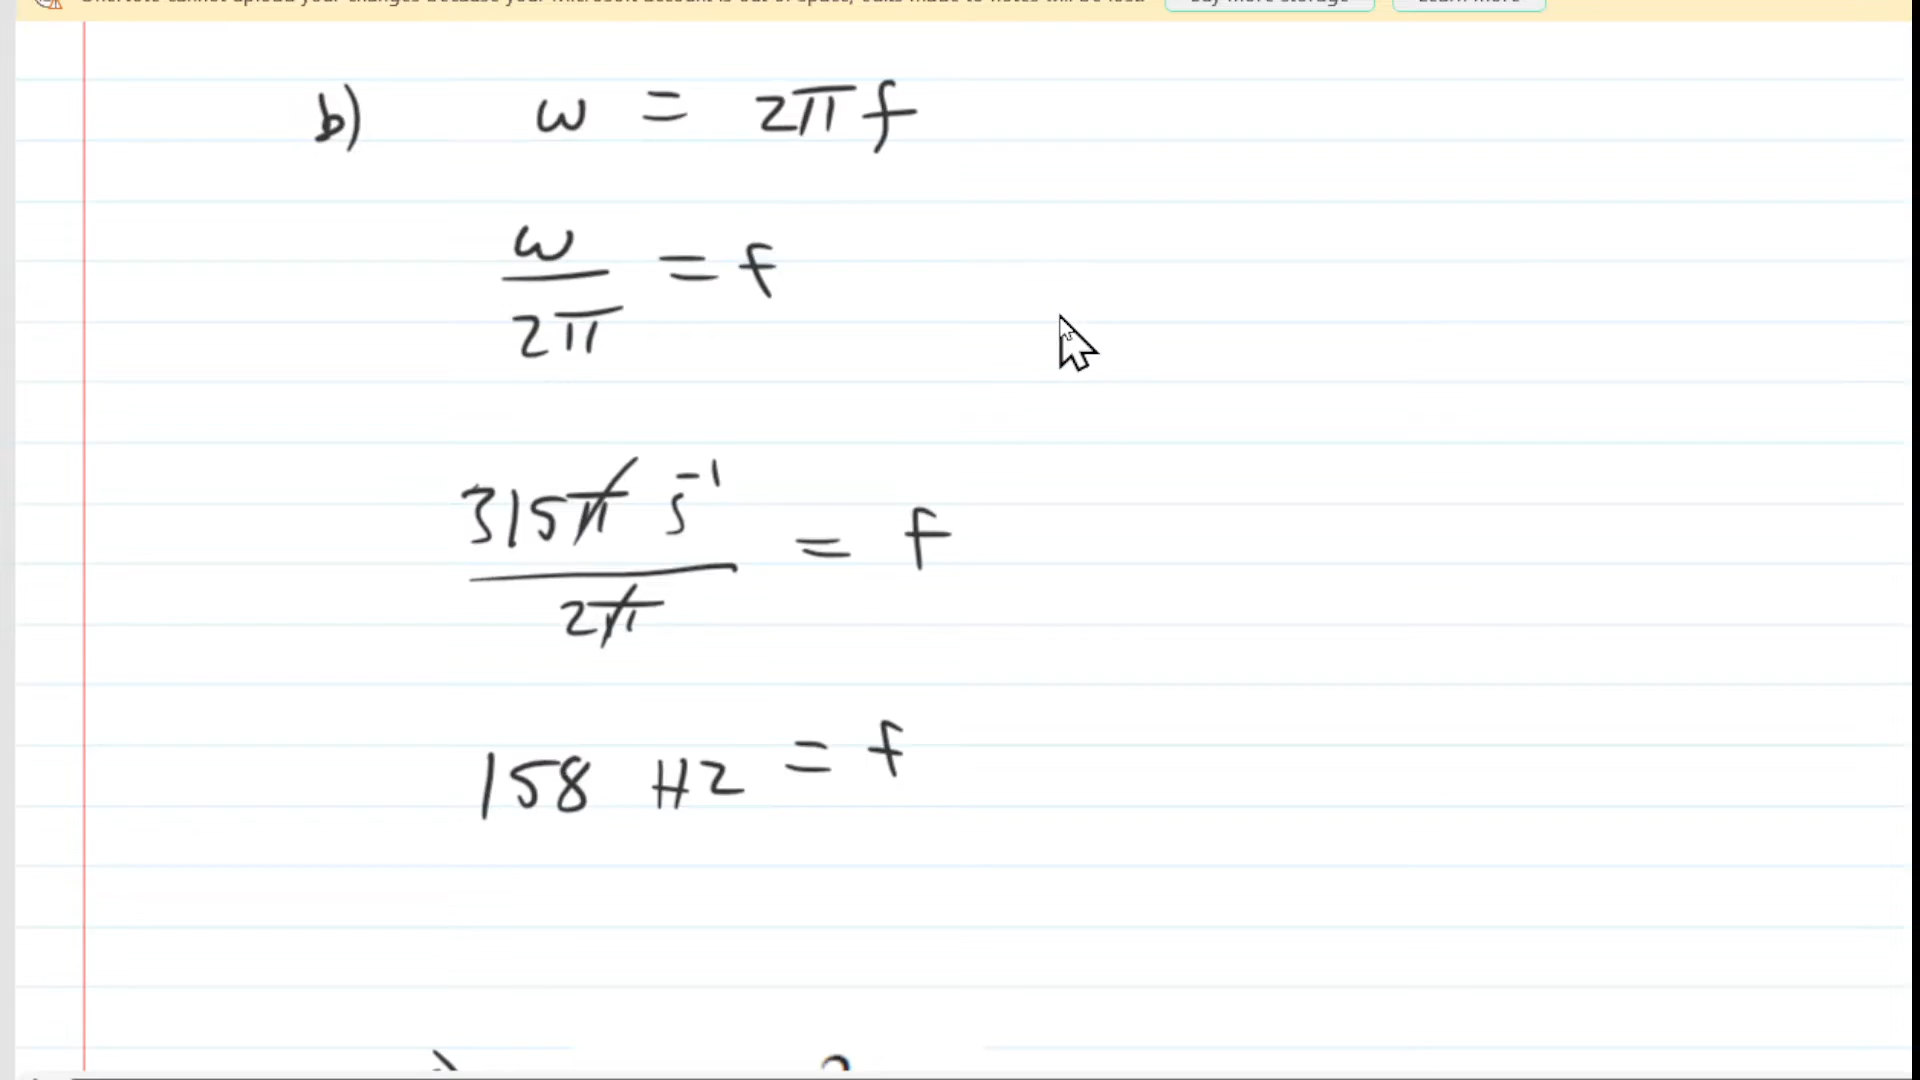 b) ω = 2π f
ω/2π = f
315π s⁻¹/2π = f
158 Hz = f